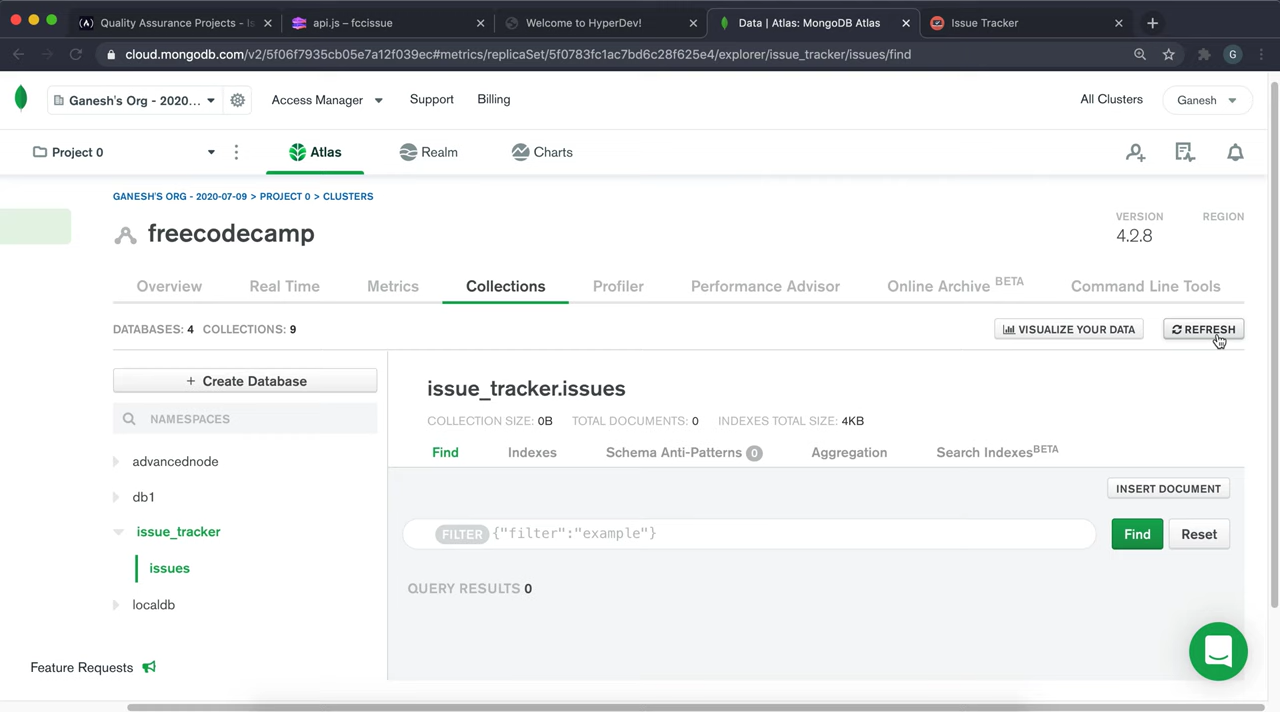 Quality Assurance Projects - l
api.js – fccissue
Welcome to HyperDev!
Data | Atlas: MongoDB Atlas
Issue Tracker
cloud.mongodb.com/v2/5f06f7935cb05e7a12f039ec#metrics/replicaSet/5f0783fc1ac7bd6c28f625e4/explorer/issue_tracker/issues/find
G
Ganesh's Org - 2020...
Access Manager
Support
Billing
All Clusters
Ganesh
Project 0
Atlas
Realm
Charts
GANESH'S ORG - 2020-07-09 > PROJECT 0 > CLUSTERS
VERSION
REGION
freecodecamp
4.2.8
Overview
Real Time
Metrics
Collections
Profiler
Performance Advisor
Online Archive BETA
Command Line Tools
DATABASES: 4 COLLECTIONS: 9
VISUALIZE YOUR DATA
REFRESH
+ Create Database
NAMESPACES
advancednode
db1
issue_tracker
issues
localdb
Feature Requests
issue_tracker.issues
COLLECTION SIZE: 0B TOTAL DOCUMENTS: 0 INDEXES TOTAL SIZE: 4KB
Find
Indexes
Schema Anti-Patterns 0
Aggregation
Search Indexes BETA
INSERT DOCUMENT
FILTER {"filter":"example"}
Find
Reset
QUERY RESULTS 0